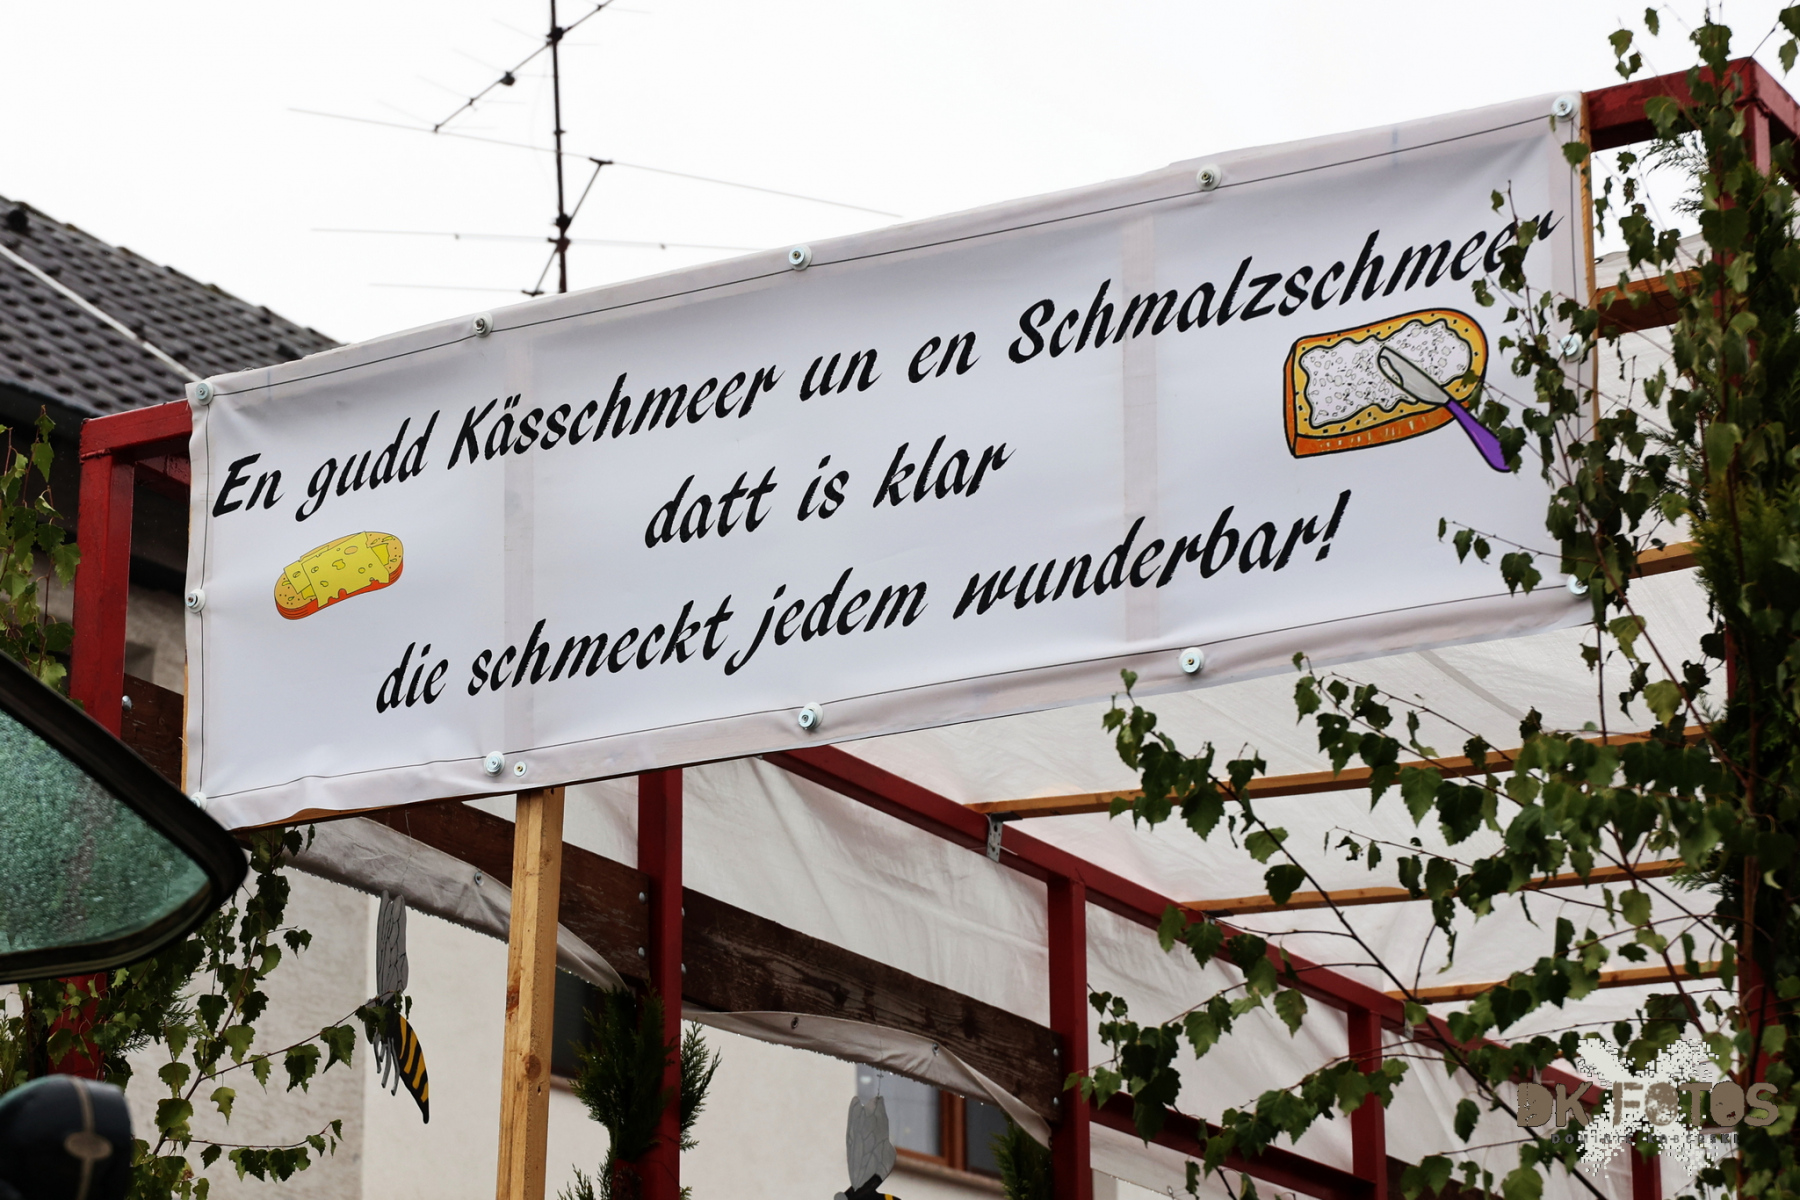 En gudd Kässchmeer un en Schmalzschmeer
datt is klar
die schmeckt jedem wunderbar!
DK FOTOS